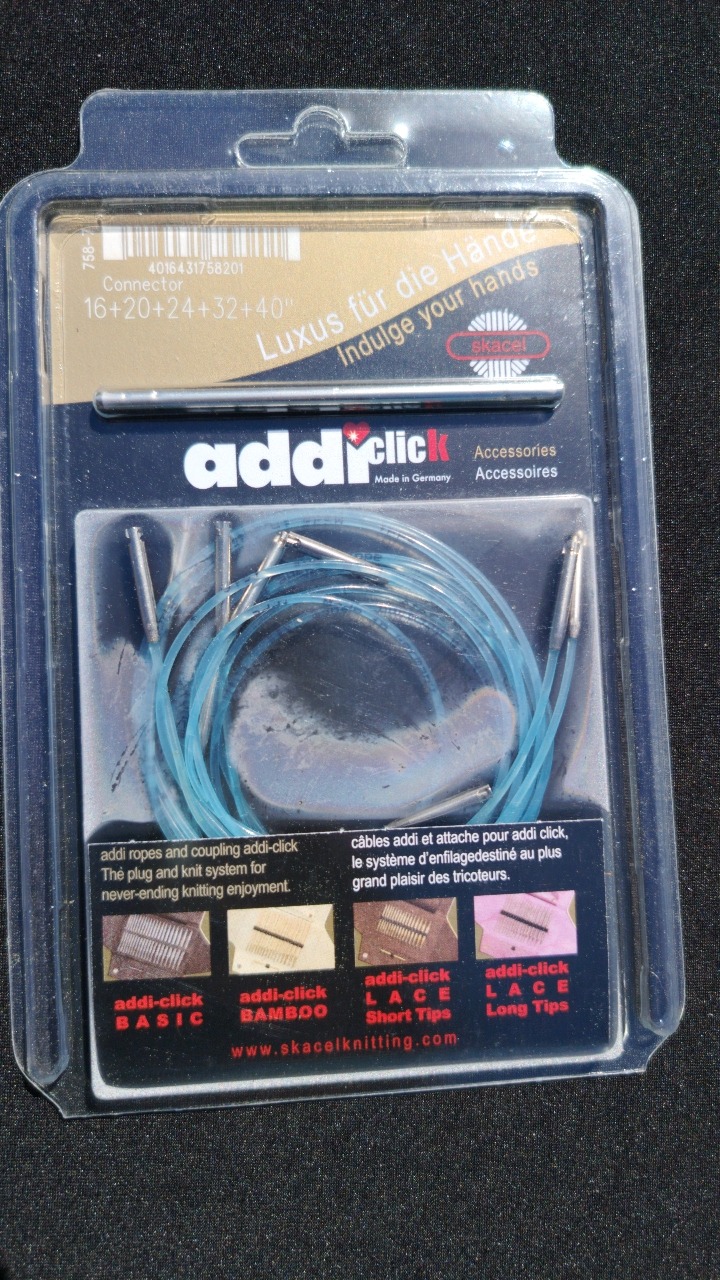 758-
4016431758201
Connector
16+20+24+32+40"
Luxus für die Hände
Indulge your hands
skacel
addi click
Made in Germany
Accessories
Accessoires
addi ropes and coupling addi-click
The plug and knit system for
never-ending knitting enjoyment.
câbles addi et attache pour addi click,
le système d'enfilagedestiné au plus
grand plaisir des tricoteurs.
addi-click
BASIC
addi-click
BAMBOO
addi-click
LACE
Short Tips
addi-click
LACE
Long Tips
www.skacelknitting.com